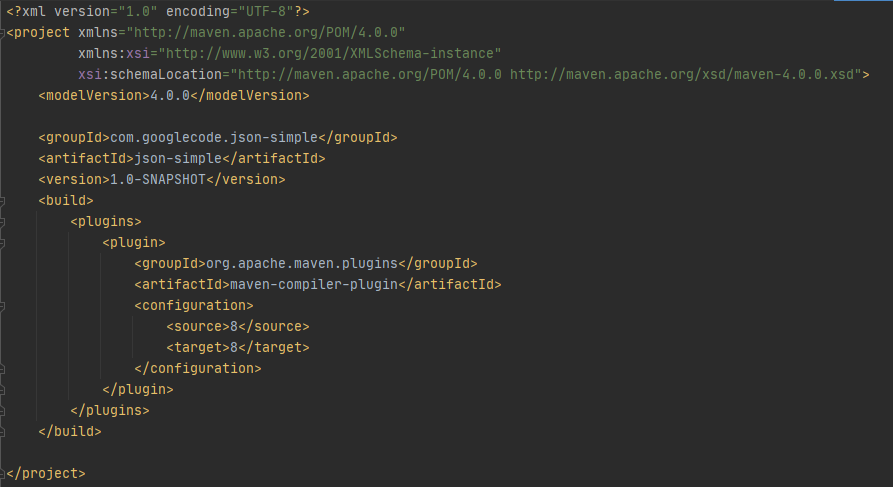 <?xml version="1.0" encoding="UTF-8"?>
<project xmlns="http://maven.apache.org/POM/4.0.0"
         xmlns:xsi="http://www.w3.org/2001/XMLSchema-instance"
         xsi:schemaLocation="http://maven.apache.org/POM/4.0.0 http://maven.apache.org/xsd/maven-4.0.0.xsd">
    <modelVersion>4.0.0</modelVersion>

    <groupId>com.googlecode.json-simple</groupId>
    <artifactId>json-simple</artifactId>
    <version>1.0-SNAPSHOT</version>
    <build>
        <plugins>
            <plugin>
                <groupId>org.apache.maven.plugins</groupId>
                <artifactId>maven-compiler-plugin</artifactId>
                <configuration>
                    <source>8</source>
                    <target>8</target>
                </configuration>
            </plugin>
        </plugins>
    </build>

</project>